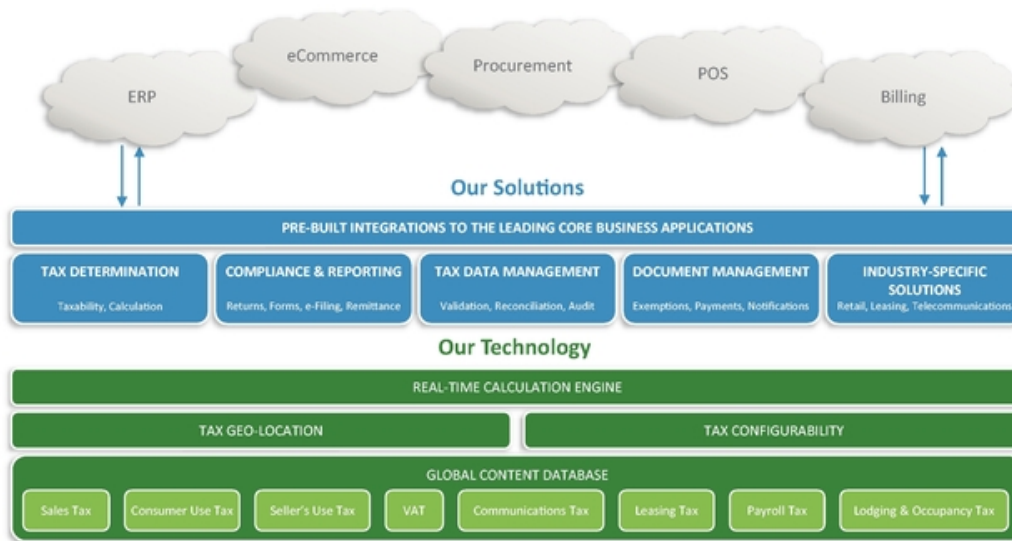 eCommerce
Procurement
POS
ERP
Billing
Our Solutions
PRE-BUILT INTEGRATIONS TO THE LEADING CORE BUSINESS APPLICATIONS
TAX DETERMINATION
Taxability, Calculation
COMPLIANCE & REPORTING
Returns, Forms, e-Filing, Remittance
TAX DATA MANAGEMENT
Validation, Reconciliation, Audit
DOCUMENT MANAGEMENT
Exemptions, Payments, Notifications
INDUSTRY-SPECIFIC
SOLUTIONS
Retail, Leasing, Telecommunications
Our Technology
REAL-TIME CALCULATION ENGINE
TAX GEO-LOCATION
TAX CONFIGURABILITY
GLOBAL CONTENT DATABASE
Sales Tax
Consumer Use Tax
Seller's Use Tax
VAT
Communications Tax
Leasing Tax
Payroll Tax
Lodging & Occupancy Tax